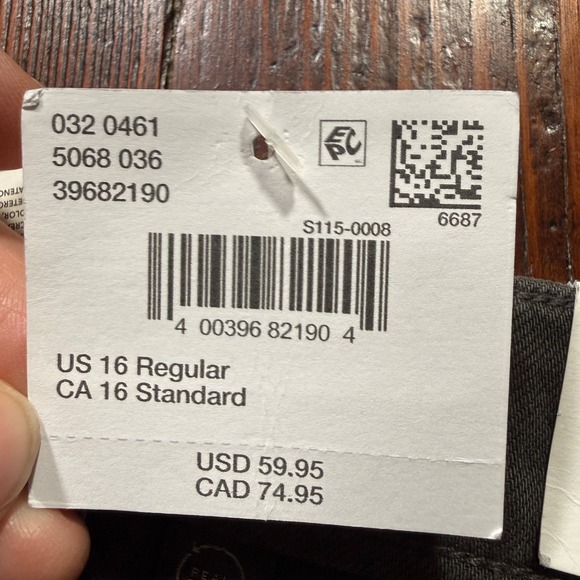 032 0461
5068 036
39682190
EPC
6687
S115-0008
4 00396 82190 4
US 16 Regular
CA 16 Standard
USD 59.95
CAD 74.95